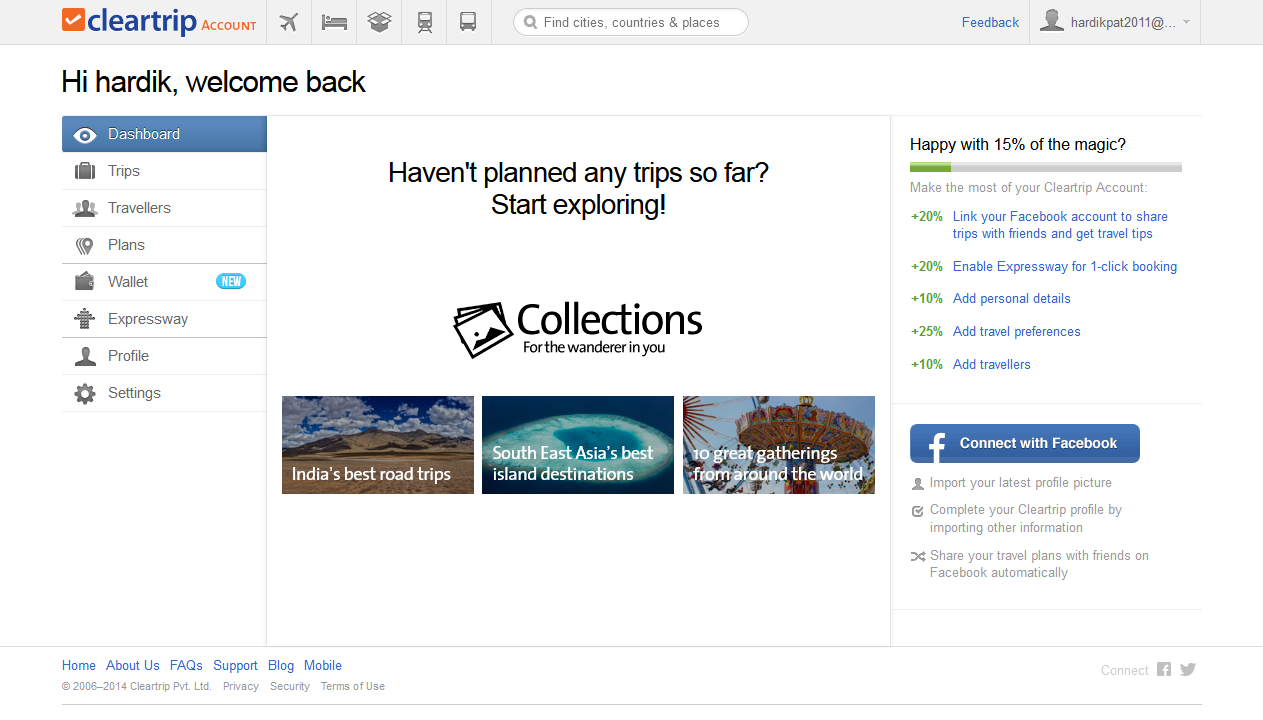 cleartrip ACCOUNT
Find cities, countries & places
Feedback
hardikpat2011@...
Hi hardik, welcome back
Dashboard
Trips
Travellers
Plans
Wallet NEW
Expressway
Profile
Settings
Haven't planned any trips so far?
Start exploring!
Collections
For the wanderer in you
India's best road trips
South East Asia's best
island destinations
10 great gatherings
from around the world
Happy with 15% of the magic?
Make the most of your Cleartrip Account:
+20% Link your Facebook account to share
trips with friends and get travel tips
+20% Enable Expressway for 1-click booking
+10% Add personal details
+25% Add travel preferences
+10% Add travellers
f Connect with Facebook
Import your latest profile picture
Complete your Cleartrip profile by
importing other information
Share your travel plans with friends on
Facebook automatically
Home About Us FAQs Support Blog Mobile
© 2006–2014 Cleartrip Pvt. Ltd. Privacy Security Terms of Use
Connect